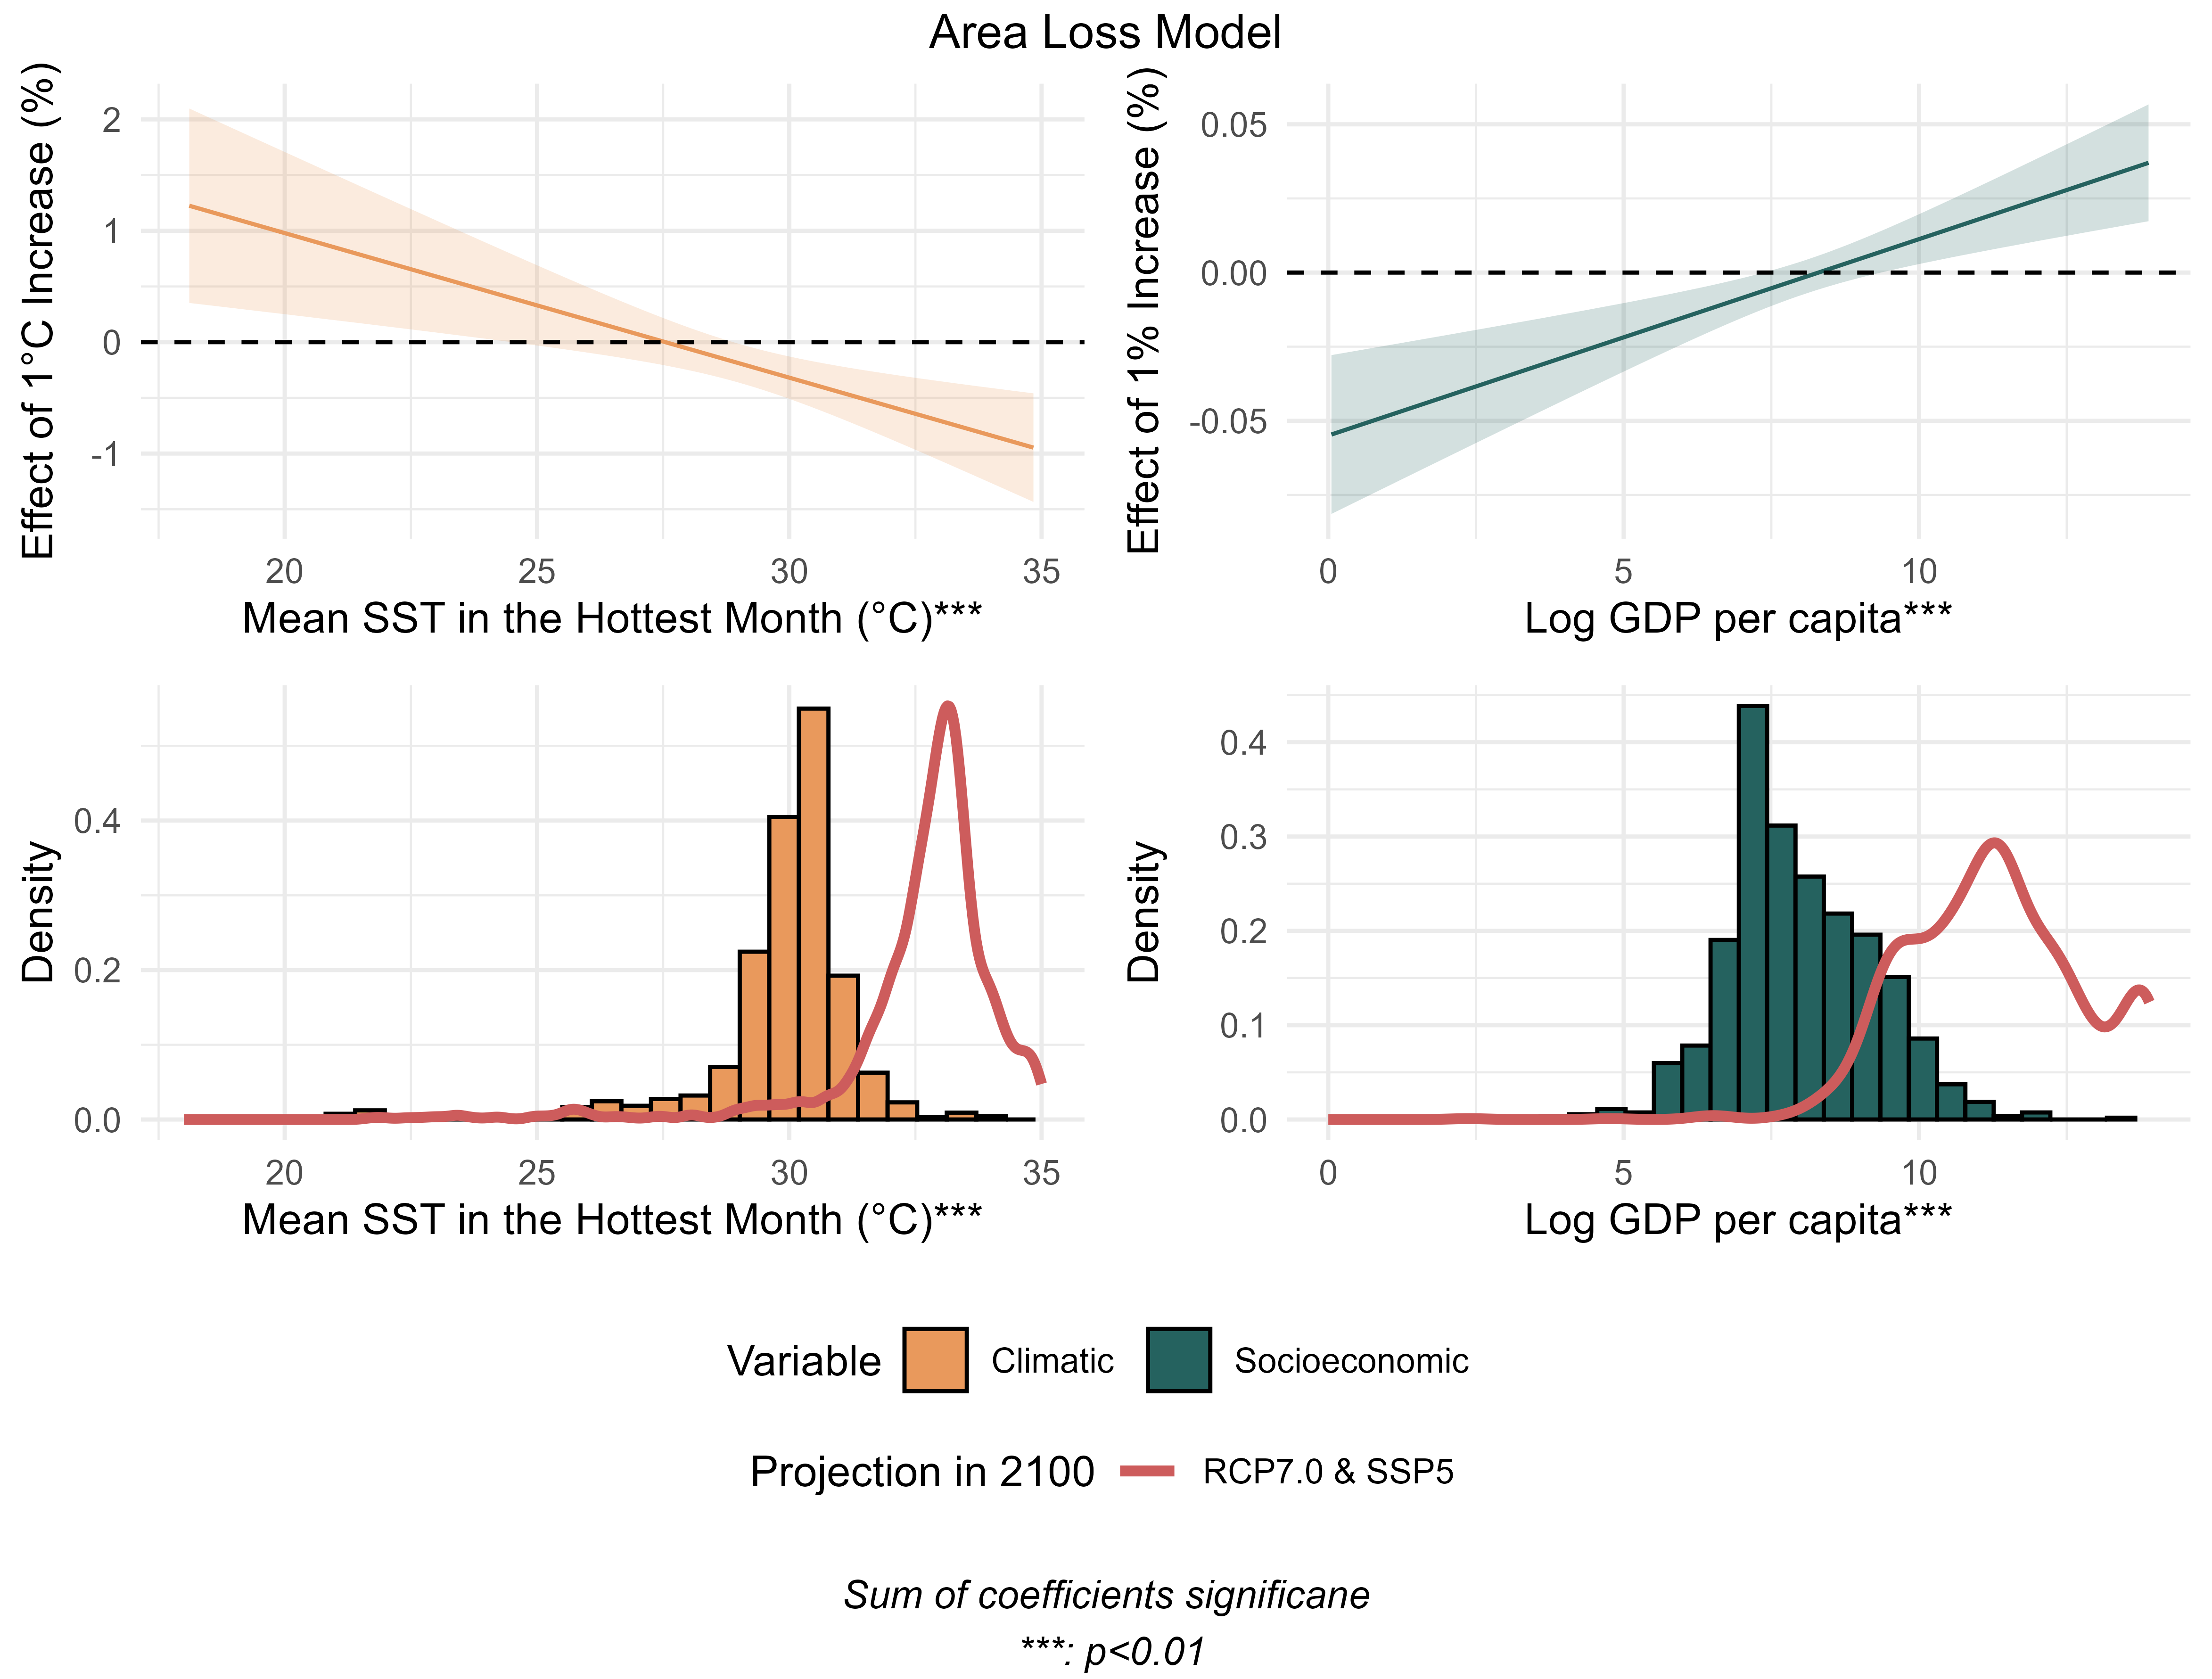 Area Loss Model
Effect of 1°C Increase (%)
2
1
0
-1
20 25 30 35
Mean SST in the Hottest Month (°C)***
Effect of 1% Increase (%)
0.05
0.00
-0.05
0 5 10
Log GDP per capita***
Density
0.4
0.2
0.0
20 25 30 35
Mean SST in the Hottest Month (°C)***
Density
0.4
0.3
0.2
0.1
0.0
0 5 10
Log GDP per capita***
Variable Climatic Socioeconomic
Projection in 2100 RCP7.0 & SSP5
Sum of coefficients significane
***: p<0.01